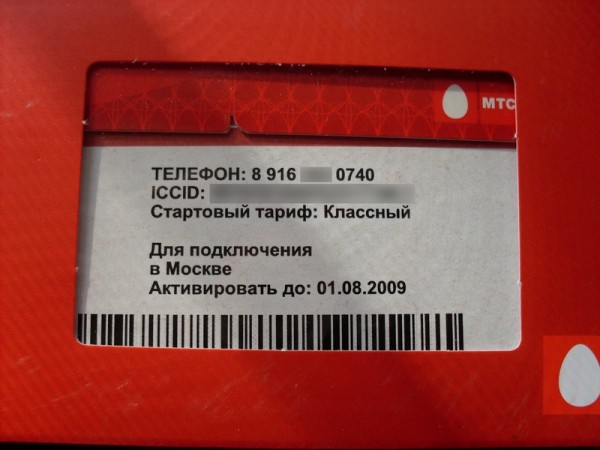 МТС
ТЕЛЕФОН: 8 916 0740
ICCID:
Стартовый тариф: Классный
Для подключения
в Москве
Активировать до: 01.08.2009